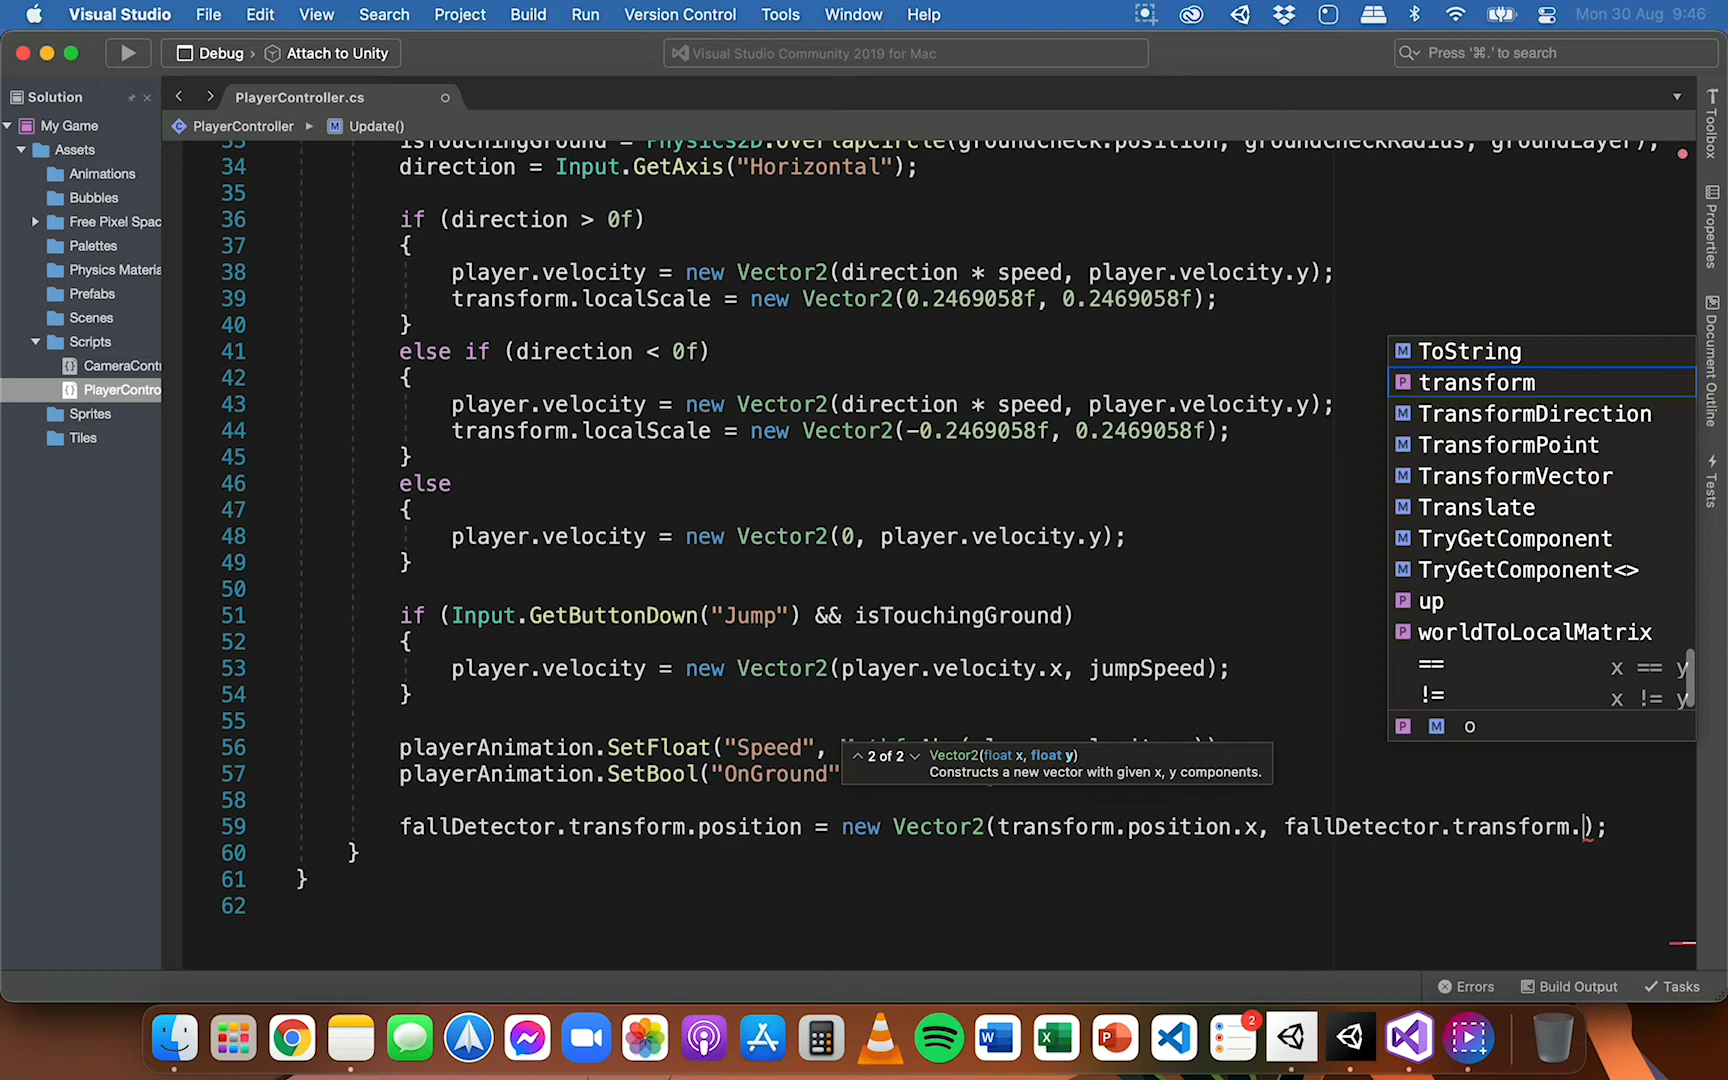 Visual Studio File Edit View Search Project Build Run Version Control Tools Window Help Mon 30 Aug 9:46
Debug › Attach to Unity Visual Studio Community 2019 for Mac Press '⌘.' to search
Solution PlayerController.cs
My Game PlayerController ▸ Update()
Assets
Animations
Bubbles
Free Pixel Spac
Palettes
Physics Materia
Prefabs
Scenes
Scripts
CameraCont
PlayerContro
Sprites
Tiles
33 isTouchingGround = Physics2D.OverlapCircle(groundCheck.position, groundCheckRadius, groundLayer);
34 direction = Input.GetAxis("Horizontal");
35
36 if (direction > 0f)
37 {
38 player.velocity = new Vector2(direction * speed, player.velocity.y);
39 transform.localScale = new Vector2(0.2469058f, 0.2469058f);
40 }
41 else if (direction < 0f)
42 {
43 player.velocity = new Vector2(direction * speed, player.velocity.y);
44 transform.localScale = new Vector2(-0.2469058f, 0.2469058f);
45 }
46 else
47 {
48 player.velocity = new Vector2(0, player.velocity.y);
49 }
50
51 if (Input.GetButtonDown("Jump") && isTouchingGround)
52 {
53 player.velocity = new Vector2(player.velocity.x, jumpSpeed);
54 }
55
56 playerAnimation.SetFloat("Speed",
57 playerAnimation.SetBool("OnGround"
58
59 fallDetector.transform.position = new Vector2(transform.position.x, fallDetector.transform.);
60 }
61 }
62
2 of 2 Vector2(float x, float y)
Constructs a new vector with given x, y components.
ToString
transform
TransformDirection
TransformPoint
TransformVector
Translate
TryGetComponent
TryGetComponent<>
up
worldToLocalMatrix
== x == y
!= x != y
P M
Toolbox
Properties
Document Outline
Tests
Errors Build Output Tasks
2